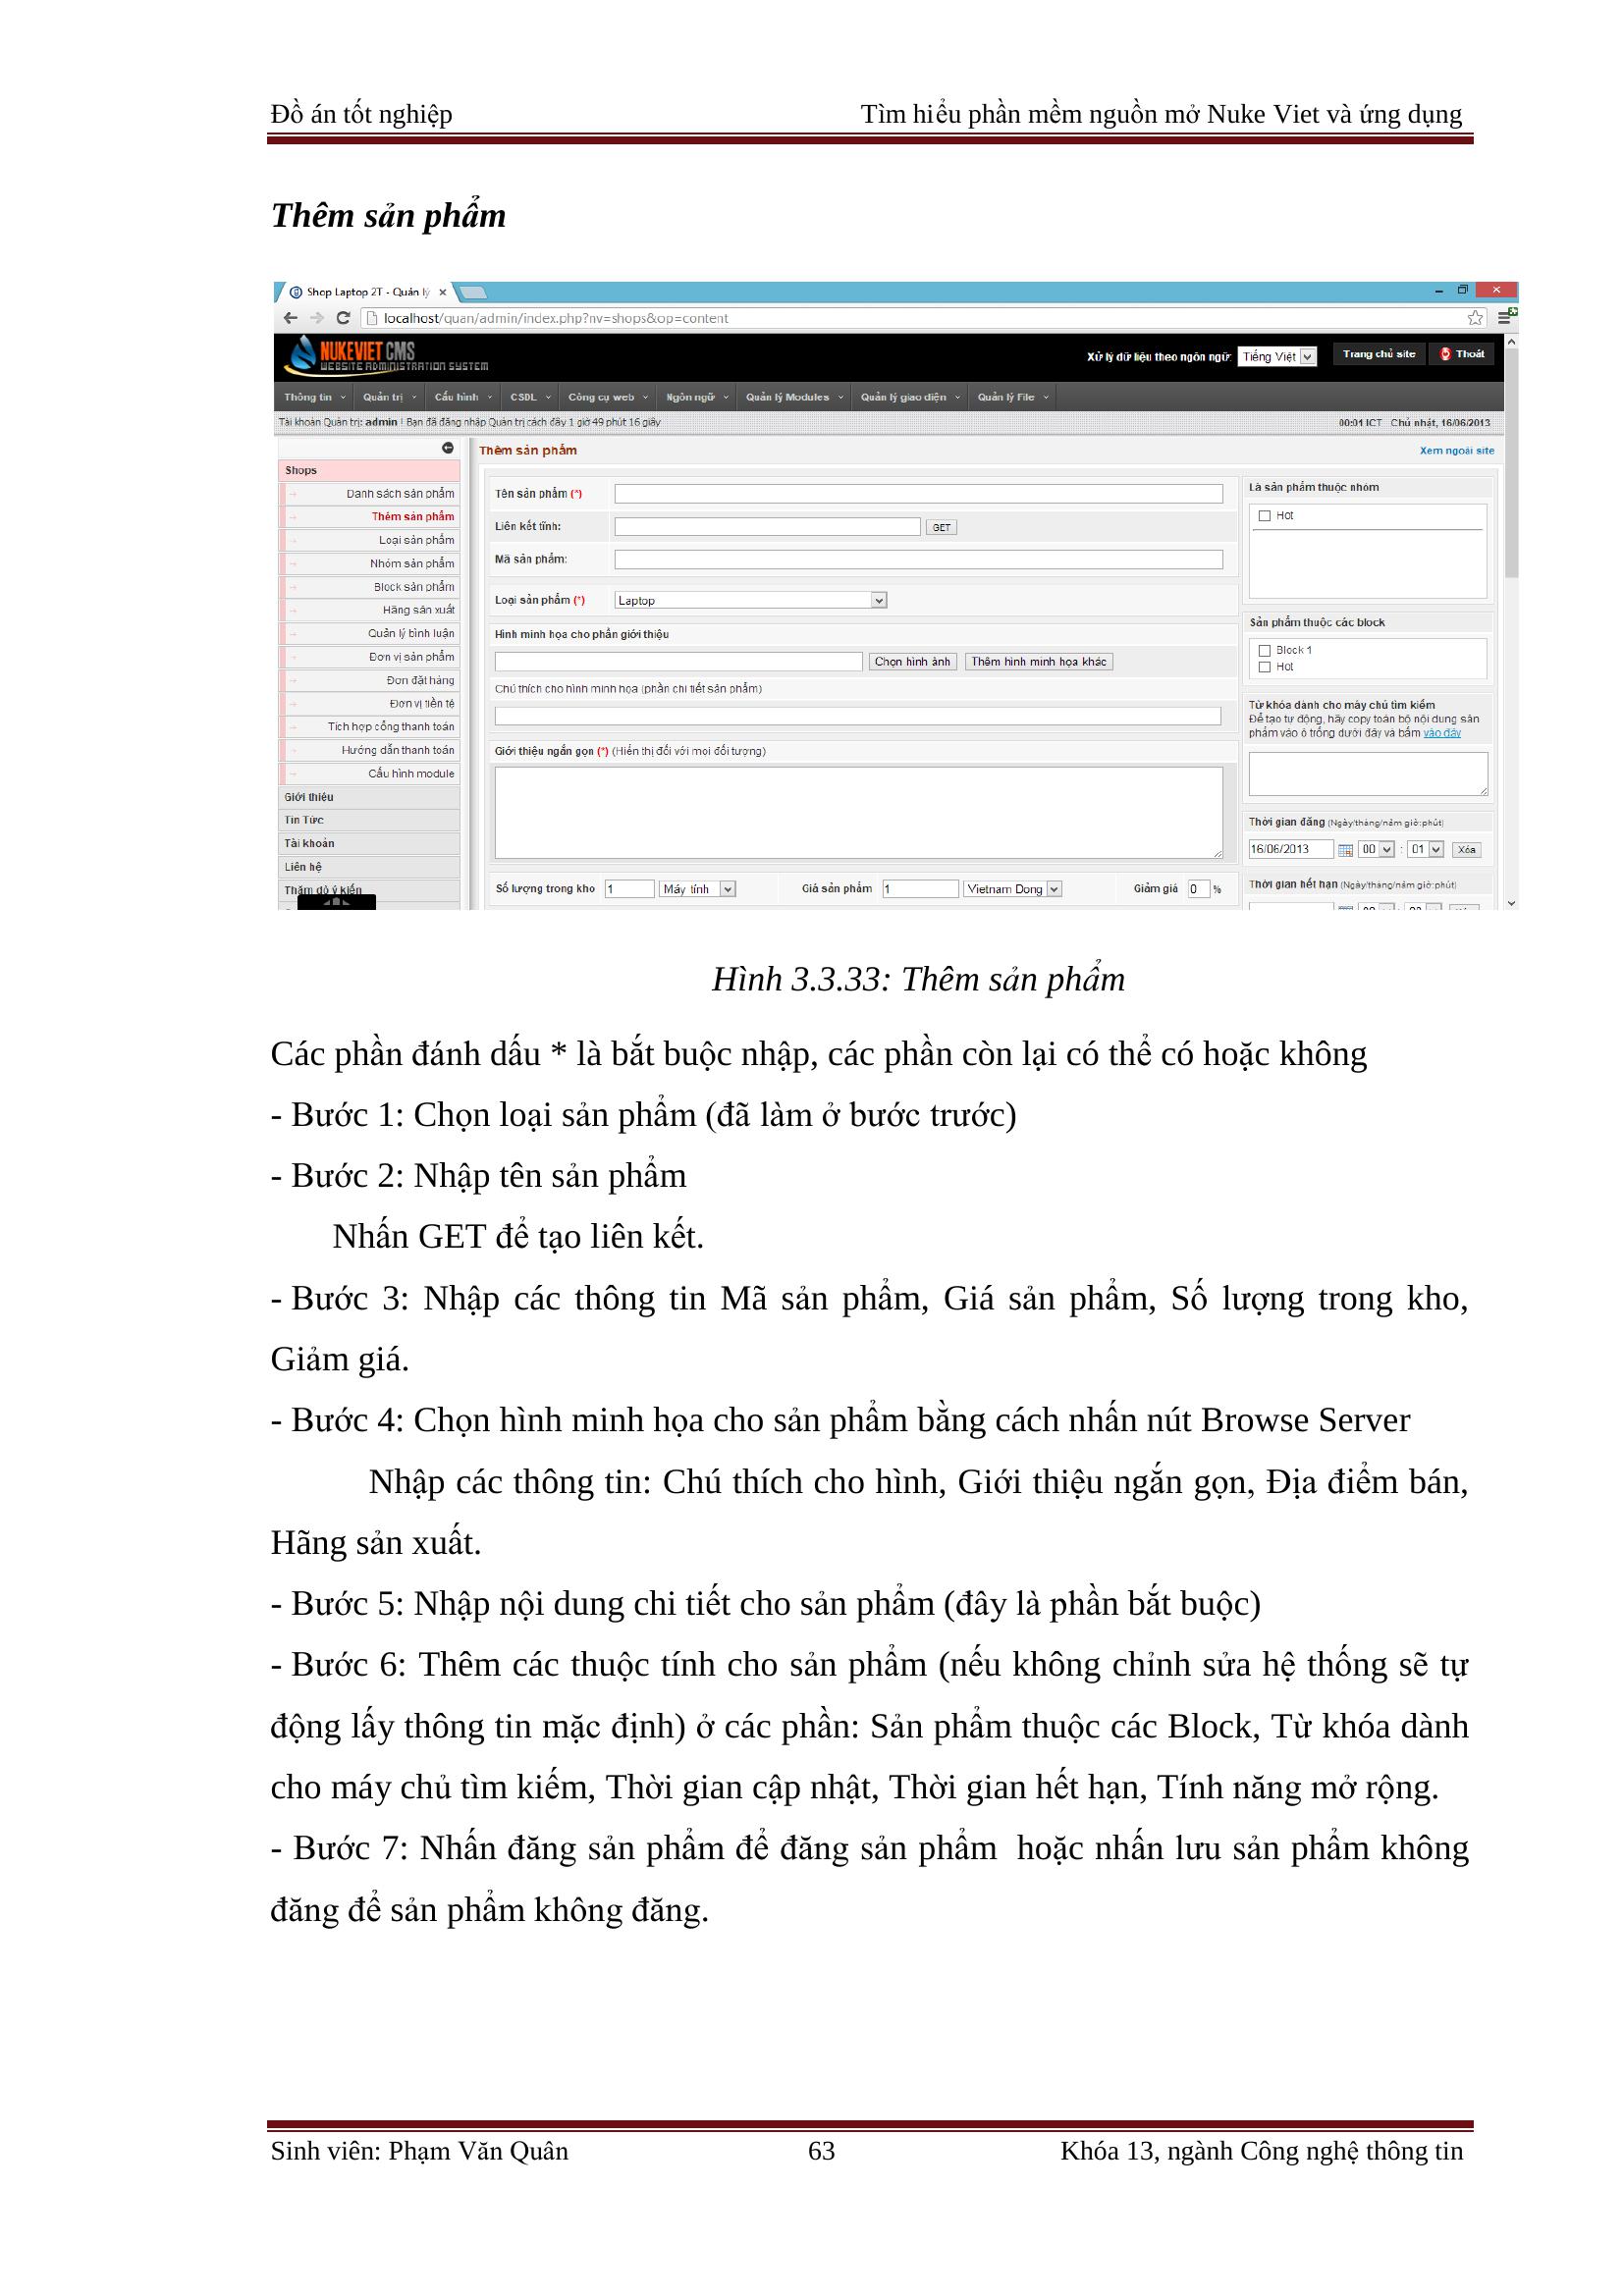 Đồ án tốt nghiệp Tìm hiểu phần mềm nguồn mở Nuke Viet và ứng dụng
Thêm sản phẩm
Shop Laptop 2T - Quản lý
localhost/quan/admin/index.php?nv=shops&op=content
NUKEVIET CMS
WEBSITE ADMINISTRATION SYSTEM
Xử lý dữ liệu theo ngôn ngữ: Tiếng Việt Trang chủ site Thoát
Thông tin Quản trị Cấu hình CSDL Công cụ web Ngôn ngữ Quản lý Modules Quản lý giao diện Quản lý File
Tài khoản Quản trị: admin ! Bạn đã đăng nhập Quản trị cách đây 1 giờ 49 phút 16 giây 00:01 ICT Chủ nhật, 16/06/2013
Shops
Danh sách sản phẩm
Thêm sản phẩm
Loại sản phẩm
Nhóm sản phẩm
Block sản phẩm
Hãng sản xuất
Quản lý bình luận
Đơn vị sản phẩm
Đơn đặt hàng
Đơn vị tiền tệ
Tích hợp cổng thanh toán
Hướng dẫn thanh toán
Cấu hình module
Giới thiệu
Tin Tức
Tài khoản
Liên hệ
Thăm dò ý kiến
Thêm sản phẩm Xem ngoài site
Tên sản phẩm (*)
Liên kết tĩnh: GET
Mã sản phẩm:
Loại sản phẩm (*) Laptop
Hình minh họa cho phần giới thiệu
Chọn hình ảnh Thêm hình minh họa khác
Chú thích cho hình minh họa (phần chi tiết sản phẩm)
Giới thiệu ngắn gọn (*) (Hiển thị đối với mọi đối tượng)
Số lượng trong kho 1 Máy tính Giá sản phẩm 1 Vietnam Dong Giảm giá 0 %
Là sản phẩm thuộc nhóm
Hot
Sản phẩm thuộc các block
Block 1
Hot
Từ khóa dành cho máy chủ tìm kiếm
Để tạo tự động, hãy copy toàn bộ nội dung sản
phẩm vào ô trống dưới đây và bấm vào đây
Thời gian đăng (Ngày/tháng/năm giờ:phút)
16/06/2013 00 : 01 Xóa
Thời gian hết hạn (Ngày/tháng/năm giờ:phút)
Hình 3.3.33: Thêm sản phẩm
Các phần đánh dấu * là bắt buộc nhập, các phần còn lại có thể có hoặc không
- Bước 1: Chọn loại sản phẩm (đã làm ở bước trước)
- Bước 2: Nhập tên sản phẩm
Nhấn GET để tạo liên kết.
- Bước 3: Nhập các thông tin Mã sản phẩm, Giá sản phẩm, Số lượng trong kho,
Giảm giá.
- Bước 4: Chọn hình minh họa cho sản phẩm bằng cách nhấn nút Browse Server
Nhập các thông tin: Chú thích cho hình, Giới thiệu ngắn gọn, Địa điểm bán,
Hãng sản xuất.
- Bước 5: Nhập nội dung chi tiết cho sản phẩm (đây là phần bắt buộc)
- Bước 6: Thêm các thuộc tính cho sản phẩm (nếu không chỉnh sửa hệ thống sẽ tự
động lấy thông tin mặc định) ở các phần: Sản phẩm thuộc các Block, Từ khóa dành
cho máy chủ tìm kiếm, Thời gian cập nhật, Thời gian hết hạn, Tính năng mở rộng.
- Bước 7: Nhấn đăng sản phẩm để đăng sản phẩm hoặc nhấn lưu sản phẩm không
đăng để sản phẩm không đăng.
Sinh viên: Phạm Văn Quân 63 Khóa 13, ngành Công nghệ thông tin